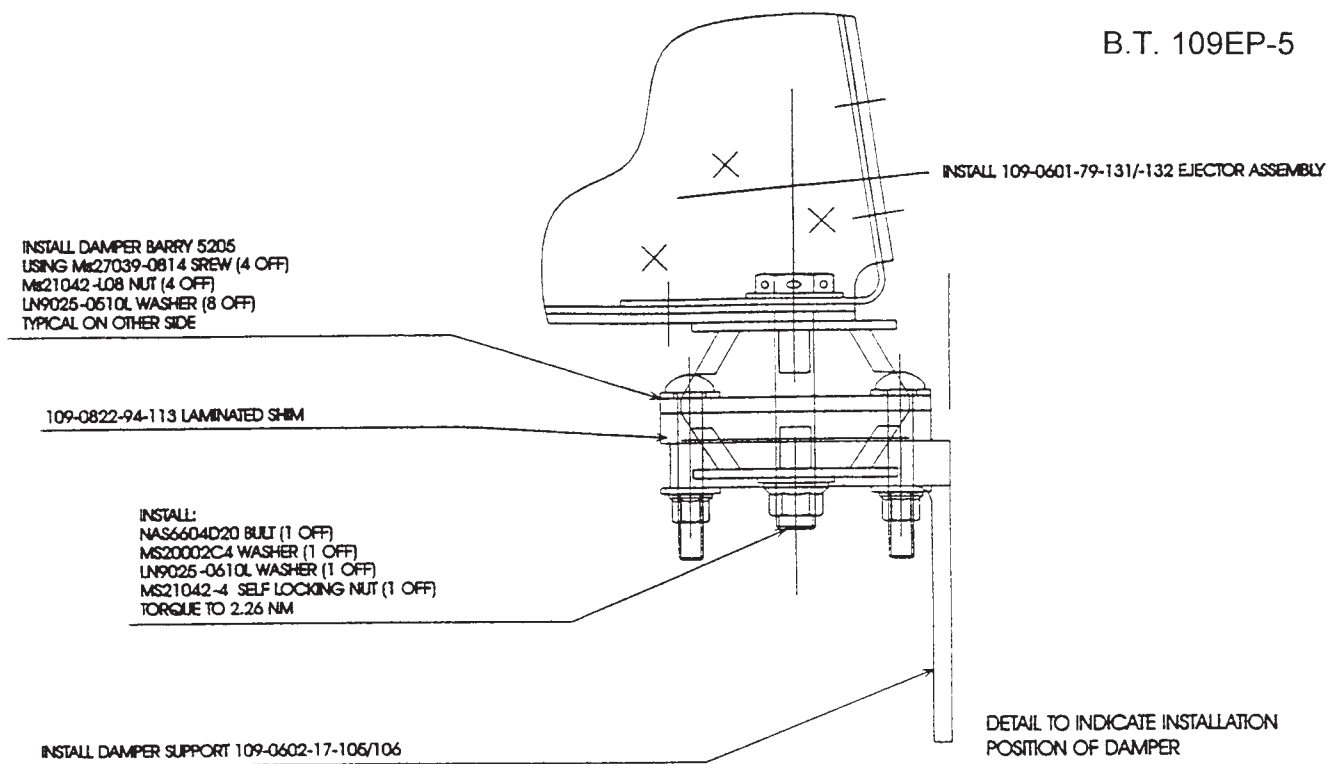 B.T. 109EP-5
INSTALL 109-0601-79-131/-132 EJECTOR ASSEMBLY
INSTALL DAMPER BARRY 5205
USING Ms27039-0814 SREW (4 OFF)
Ms21042-L08 NUT (4 OFF)
LN9025-0510L WASHER (8 OFF)
TYPICAL ON OTHER SIDE
109-0822-94-113 LAMINATED SHIM
INSTALL:
NAS6604D20 BULT (1 OFF)
MS20002C4 WASHER (1 OFF)
LN9025-0610L WASHER (1 OFF)
MS21042-4 SELF LOCKING NUT (1 OFF)
TORQUE TO 2.26 NM
INSTALL DAMPER SUPPORT 109-0602-17-105/106
DETAIL TO INDICATE INSTALLATION
POSITION OF DAMPER